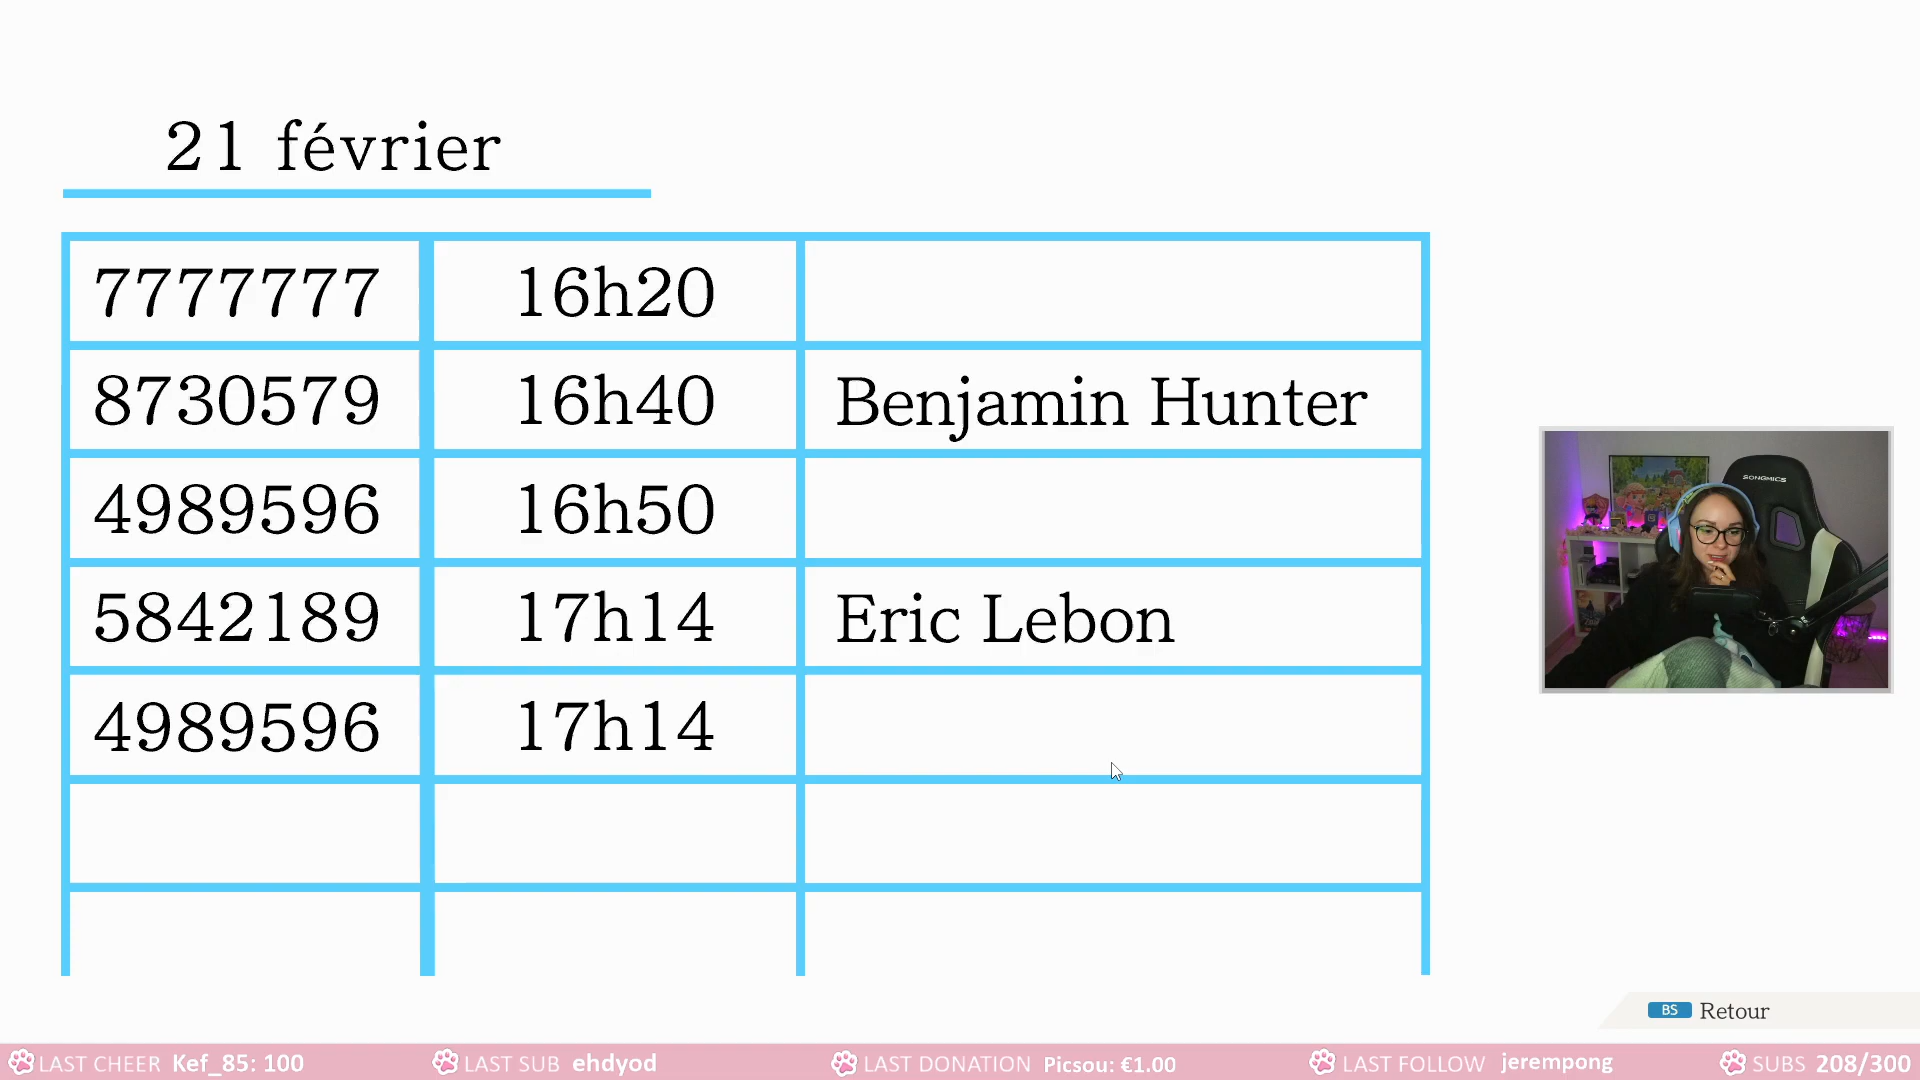 21 février
7777777 16h20
8730579 16h40 Benjamin Hunter
4989596 16h50
5842189 17h14 Eric Lebon
4989596 17h14
SONGMICS
BS Retour
LAST CHEER Kef_85: 100 LAST SUB ehdyod LAST DONATION Picsou: €1.00 LAST FOLLOW jerempong SUBS 208/300